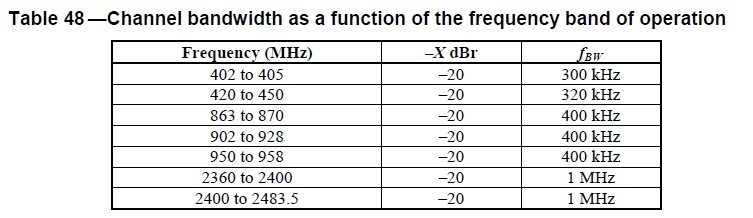 Table 48 —Channel bandwidth as a function of the frequency band of operation
Frequency (MHz) –X dBr fBW
402 to 405 –20 300 kHz
420 to 450 –20 320 kHz
863 to 870 –20 400 kHz
902 to 928 –20 400 kHz
950 to 958 –20 400 kHz
2360 to 2400 –20 1 MHz
2400 to 2483.5 –20 1 MHz